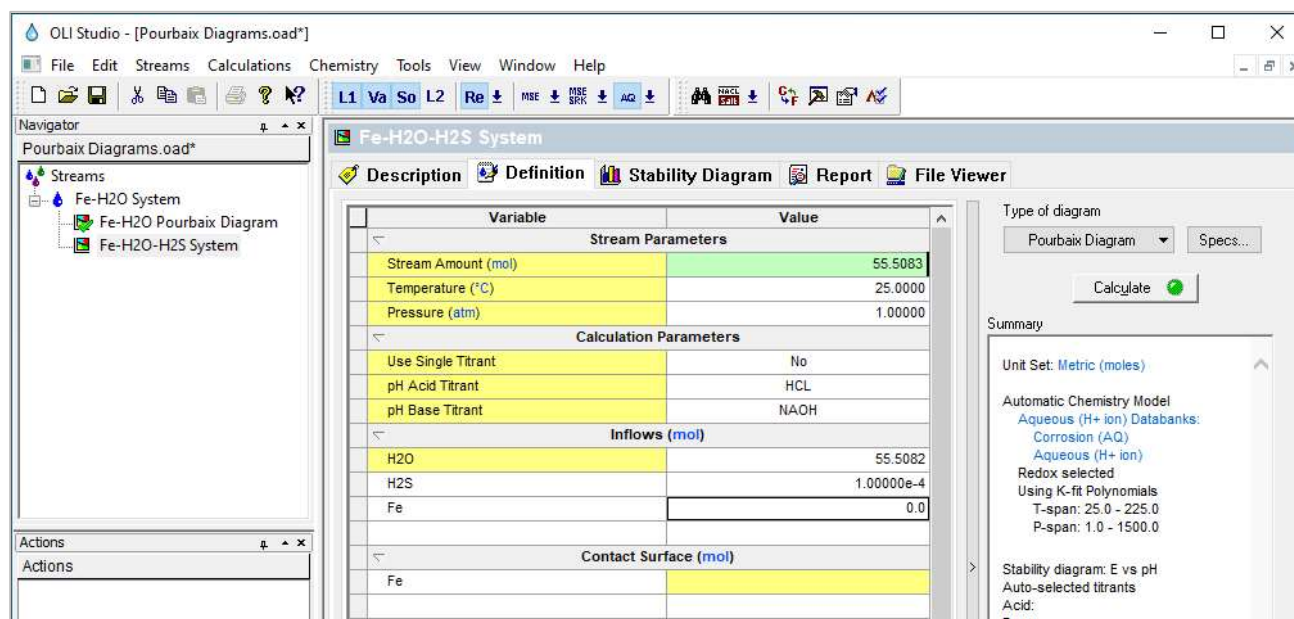 OLI Studio - [Pourbaix Diagrams.oad*]
File Edit Streams Calculations Chemistry Tools View Window Help
L1 Va So L2 Re MSE MSE SRK AQ
Navigator
Pourbaix Diagrams.oad*
Streams
Fe-H2O System
Fe-H2O Pourbaix Diagram
Fe-H2O-H2S System
Actions
Actions
Fe-H2O-H2S System
Description Definition Stability Diagram Report File Viewer
Variable Value
Stream Parameters
Stream Amount (mol) 55.5083
Temperature (°C) 25.0000
Pressure (atm) 1.00000
Calculation Parameters
Use Single Titrant No
pH Acid Titrant HCL
pH Base Titrant NAOH
Inflows (mol)
H2O 55.5082
H2S 1.00000e-4
Fe 0.0
Contact Surface (mol)
Fe
Type of diagram
Pourbaix Diagram Specs...
Calculate
Summary
Unit Set: Metric (moles)
Automatic Chemistry Model
Aqueous (H+ ion) Databanks:
Corrosion (AQ)
Aqueous (H+ ion)
Redox selected
Using K-fit Polynomials
T-span: 25.0 - 225.0
P-span: 1.0 - 1500.0
Stability diagram: E vs pH
Auto-selected titrants
Acid: